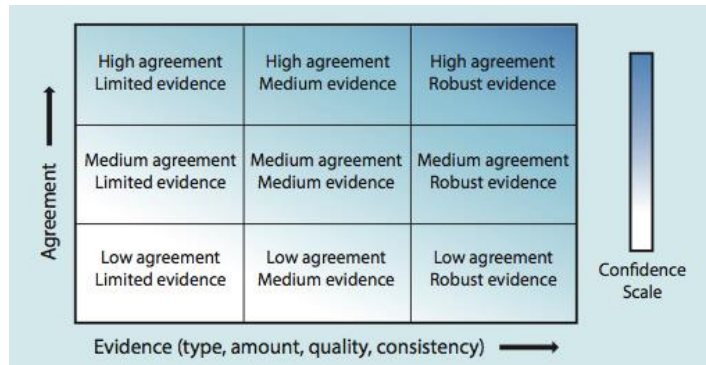 High agreement
Limited evidence
High agreement
Medium evidence
High agreement
Robust evidence
Medium agreement
Limited evidence
Medium agreement
Medium evidence
Medium agreement
Robust evidence
Low agreement
Limited evidence
Low agreement
Medium evidence
Low agreement
Robust evidence
Agreement
Evidence (type, amount, quality, consistency)
Confidence
Scale